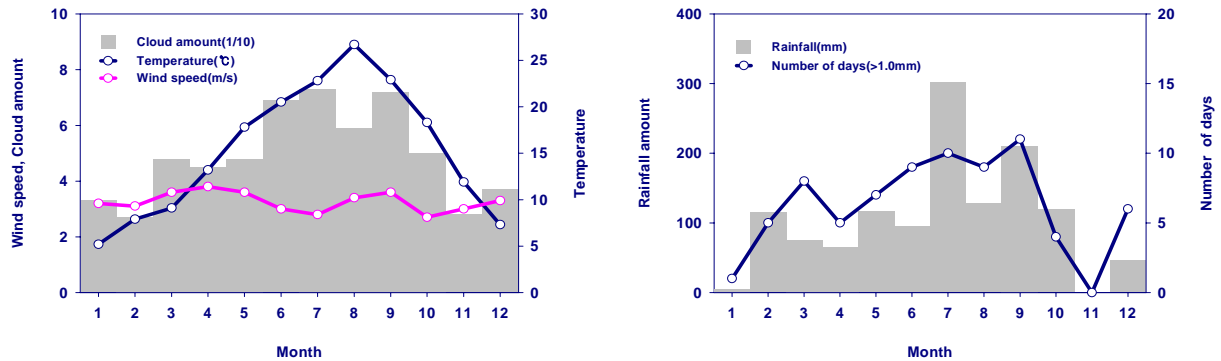 10
8
6
4
2
0
Wind speed, Cloud amount
Cloud amount(1/10)
Temperature(℃)
Wind speed(m/s)
30
25
20
15
10
5
0
Temperature
1 2 3 4 5 6 7 8 9 10 11 12
Month
400
300
200
100
0
Rainfall amount
Rainfall(mm)
Number of days(>1.0mm)
20
15
10
5
0
Number of days
1 2 3 4 5 6 7 8 9 10 11 12
Month